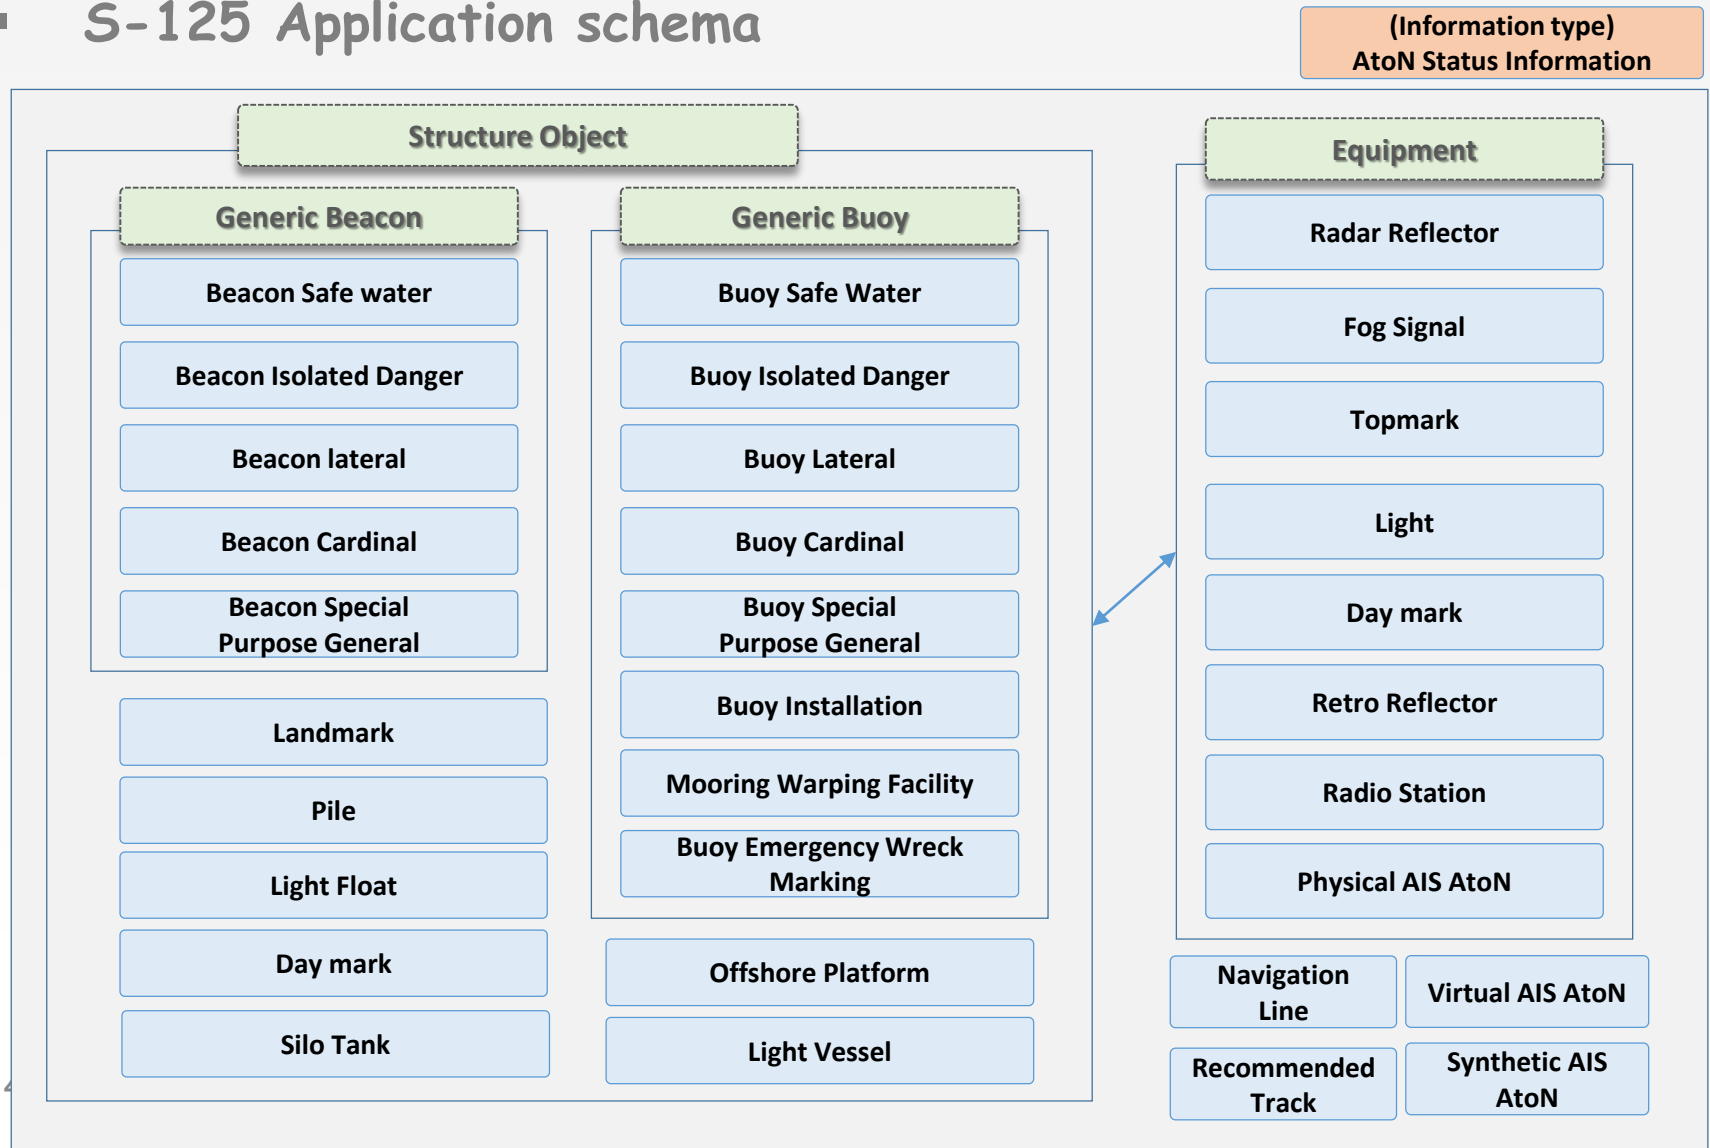 S-125 Application schema
(Information type)
AtoN Status Information
Structure Object
Generic Beacon
Beacon Safe water
Beacon Isolated Danger
Beacon lateral
Beacon Cardinal
Beacon Special
Purpose General
Landmark
Pile
Light Float
Day mark
Silo Tank
Generic Buoy
Buoy Safe Water
Buoy Isolated Danger
Buoy Lateral
Buoy Cardinal
Buoy Special
Purpose General
Buoy Installation
Mooring Warping Facility
Buoy Emergency Wreck
Marking
Offshore Platform
Light Vessel
Equipment
Radar Reflector
Fog Signal
Topmark
Light
Day mark
Retro Reflector
Radio Station
Physical AIS AtoN
Navigation
Line
Virtual AIS AtoN
Recommended
Track
Synthetic AIS
AtoN